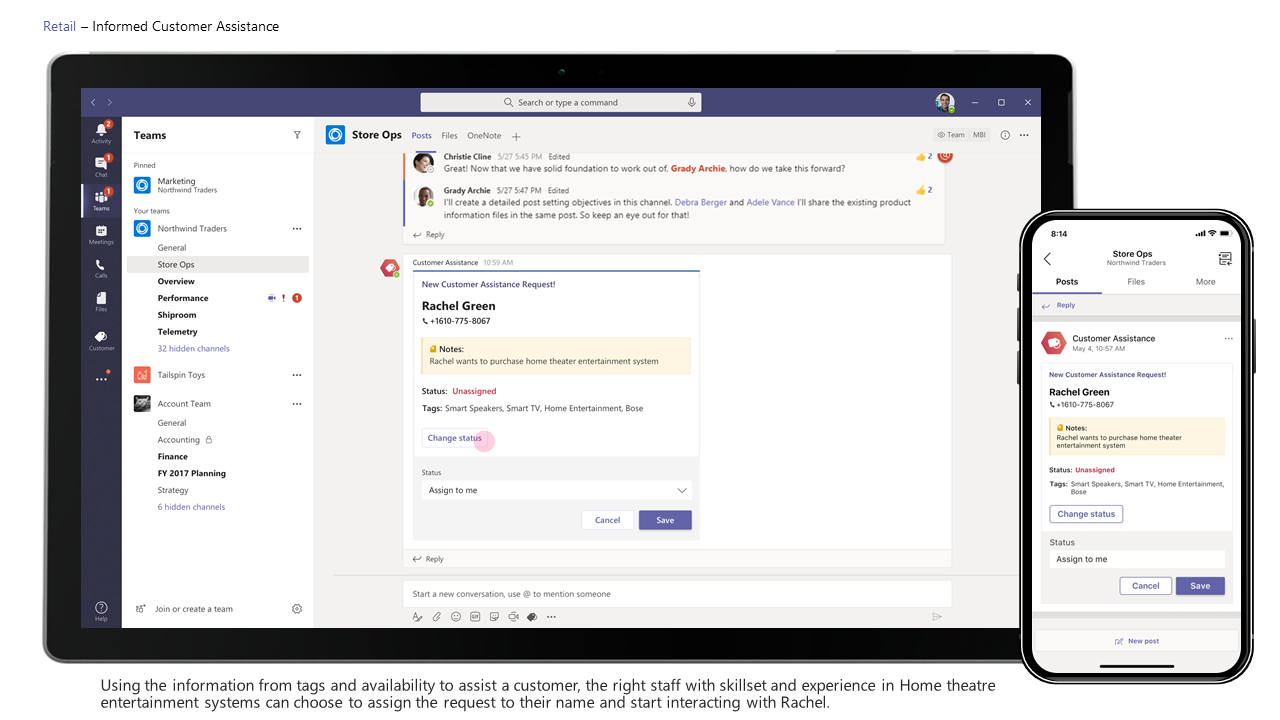 Retail – Informed Customer Assistance
Search or type a command
Activity
2
Chat
1
Teams
1
Meetings
Calls
Files
Customer
Help
Teams
Pinned
Marketing
Northwind Traders
Your teams
Northwind Traders
General
Store Ops
Overview
Performance
! 1
Shiproom
Telemetry
32 hidden channels
Tailspin Toys
Account Team
General
Accounting
Finance
FY 2017 Planning
Strategy
6 hidden channels
Join or create a team
Store Ops Posts Files OneNote +
Team MBI
Christie Cline 5/27 5:45 PM Edited
2
Great! Now that we have solid foundation to work out of, Grady Archie, how do we take this forward?
Grady Archie 5/27 5:47 PM Edited
2
I'll create a detailed post setting objectives in this channel. Debra Berger and Adele Vance I'll share the existing product
information files in the same post. So keep an eye out for that!
Reply
Customer Assistance 10:59 AM
New Customer Assistance Request!
Rachel Green
+1610-775-8067
Notes:
Rachel wants to purchase home theater entertainment system
Status: Unassigned
Tags: Smart Speakers, Smart TV, Home Entertainment, Bose
Change status
Status
Assign to me
Cancel Save
Reply
Start a new conversation, use @ to mention someone
GIF
8:14
Store Ops
Northwind Traders
Posts Files More
Reply
Customer Assistance
May 4, 10:57 AM
New Customer Assistance Request!
Rachel Green
+1610-775-8067
Notes:
Rachel wants to purchase home theater
entertainment system
Status: Unassigned
Tags: Smart Speakers, Smart TV, Home Entertainment,
Bose
Change status
Status
Assign to me
Cancel Save
New post
Using the information from tags and availability to assist a customer, the right staff with skillset and experience in Home theatre
entertainment systems can choose to assign the request to their name and start interacting with Rachel.